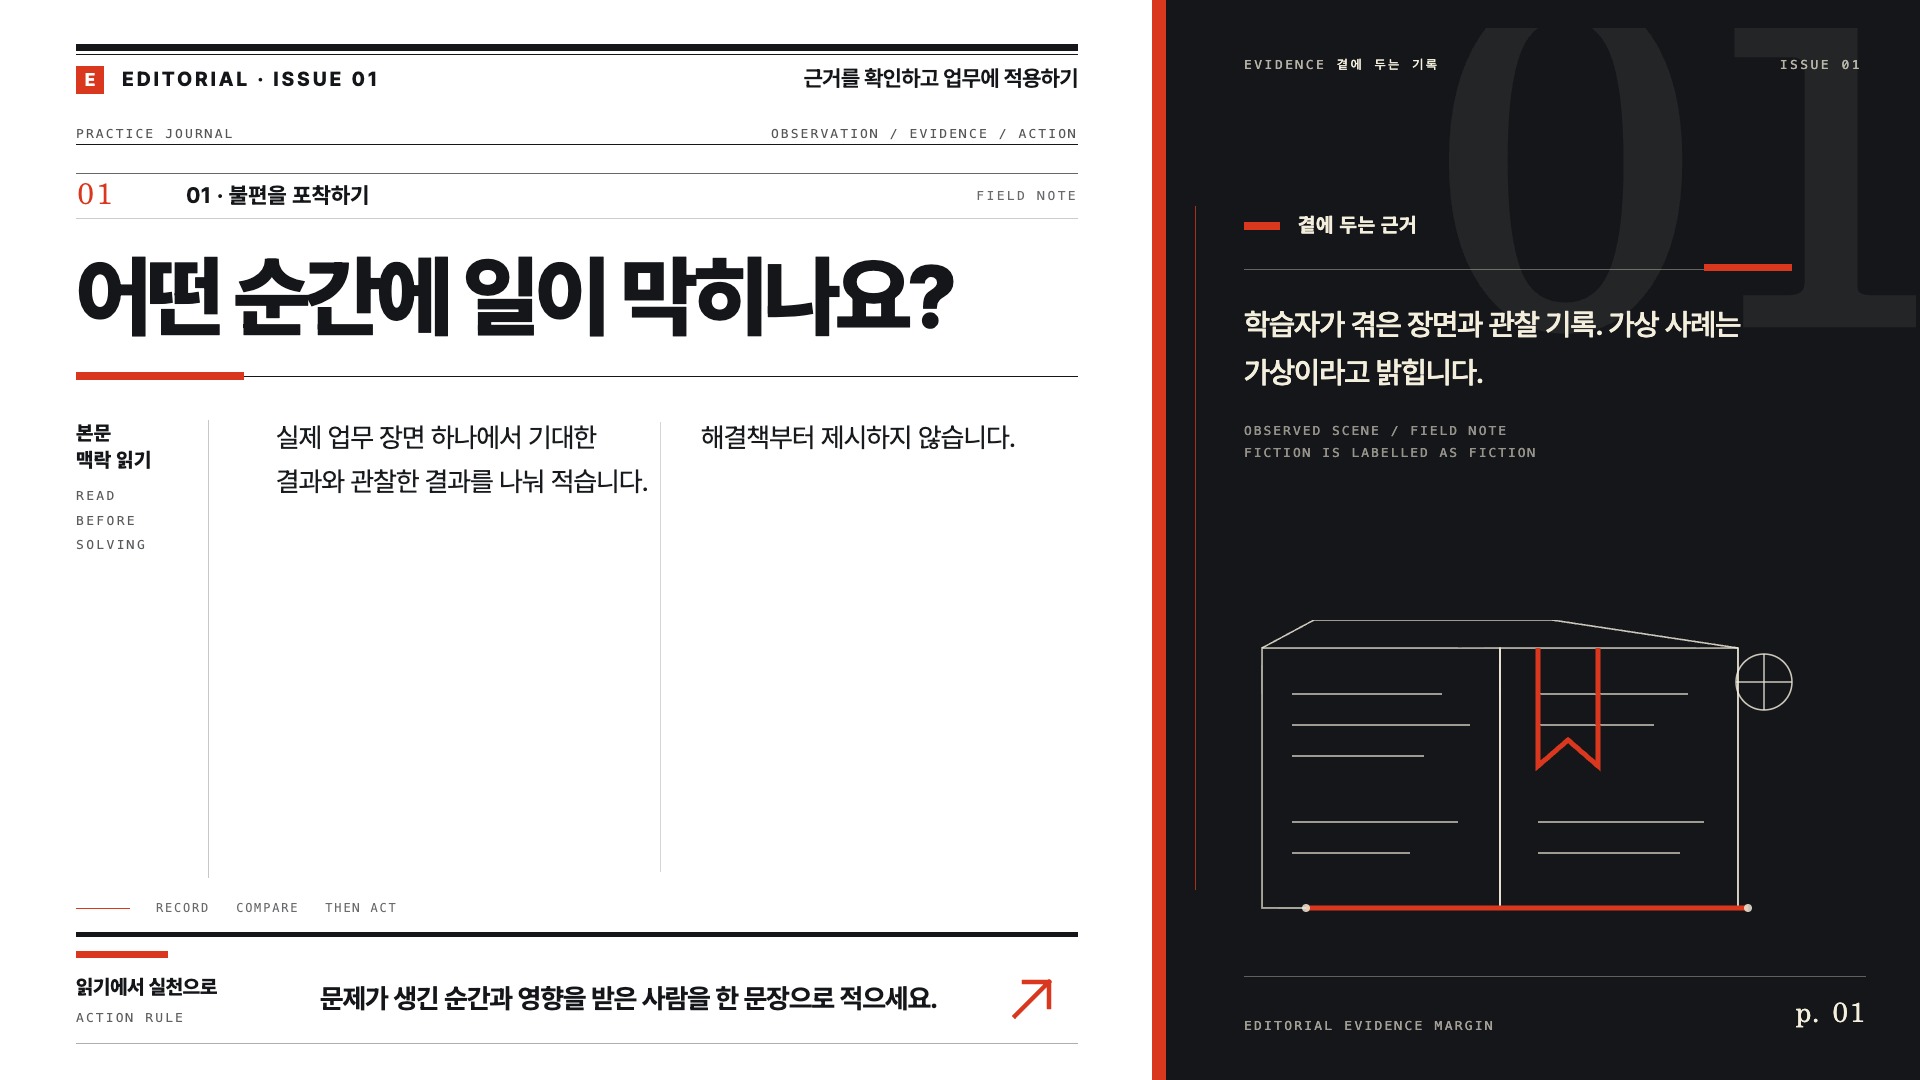 E EDITORIAL · ISSUE 01
근거를 확인하고 업무에 적용하기
PRACTICE JOURNAL
OBSERVATION / EVIDENCE / ACTION
01
01 · 불편을 포착하기
FIELD NOTE
어떤 순간에 일이 막히나요?
본문
맥락 읽기
READ
BEFORE
SOLVING
실제 업무 장면 하나에서 기대한
결과와 관찰한 결과를 나눠 적습니다.
해결책부터 제시하지 않습니다.
RECORD COMPARE THEN ACT
읽기에서 실천으로
ACTION RULE
문제가 생긴 순간과 영향을 받은 사람을 한 문장으로 적으세요.
EVIDENCE 곁에 두는 기록
ISSUE 01
01
곁에 두는 근거
학습자가 겪은 장면과 관찰 기록. 가상 사례는
가상이라고 밝힙니다.
OBSERVED SCENE / FIELD NOTE
FICTION IS LABELLED AS FICTION
EDITORIAL EVIDENCE MARGIN
p. 01